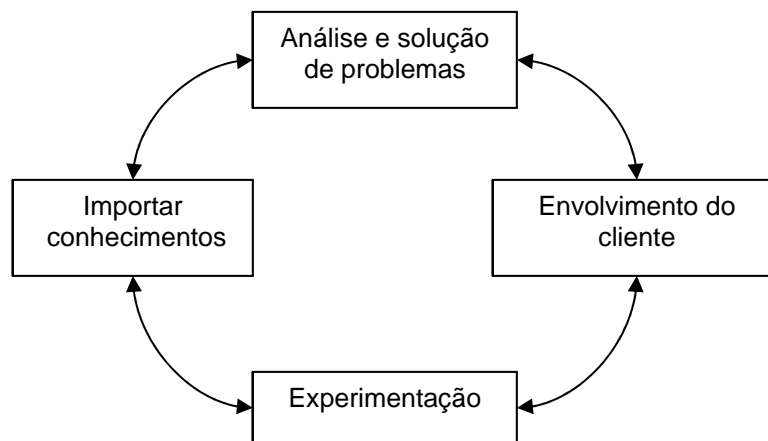 Análise e solução
de problemas
Importar
conhecimentos
Envolvimento do
cliente
Experimentação